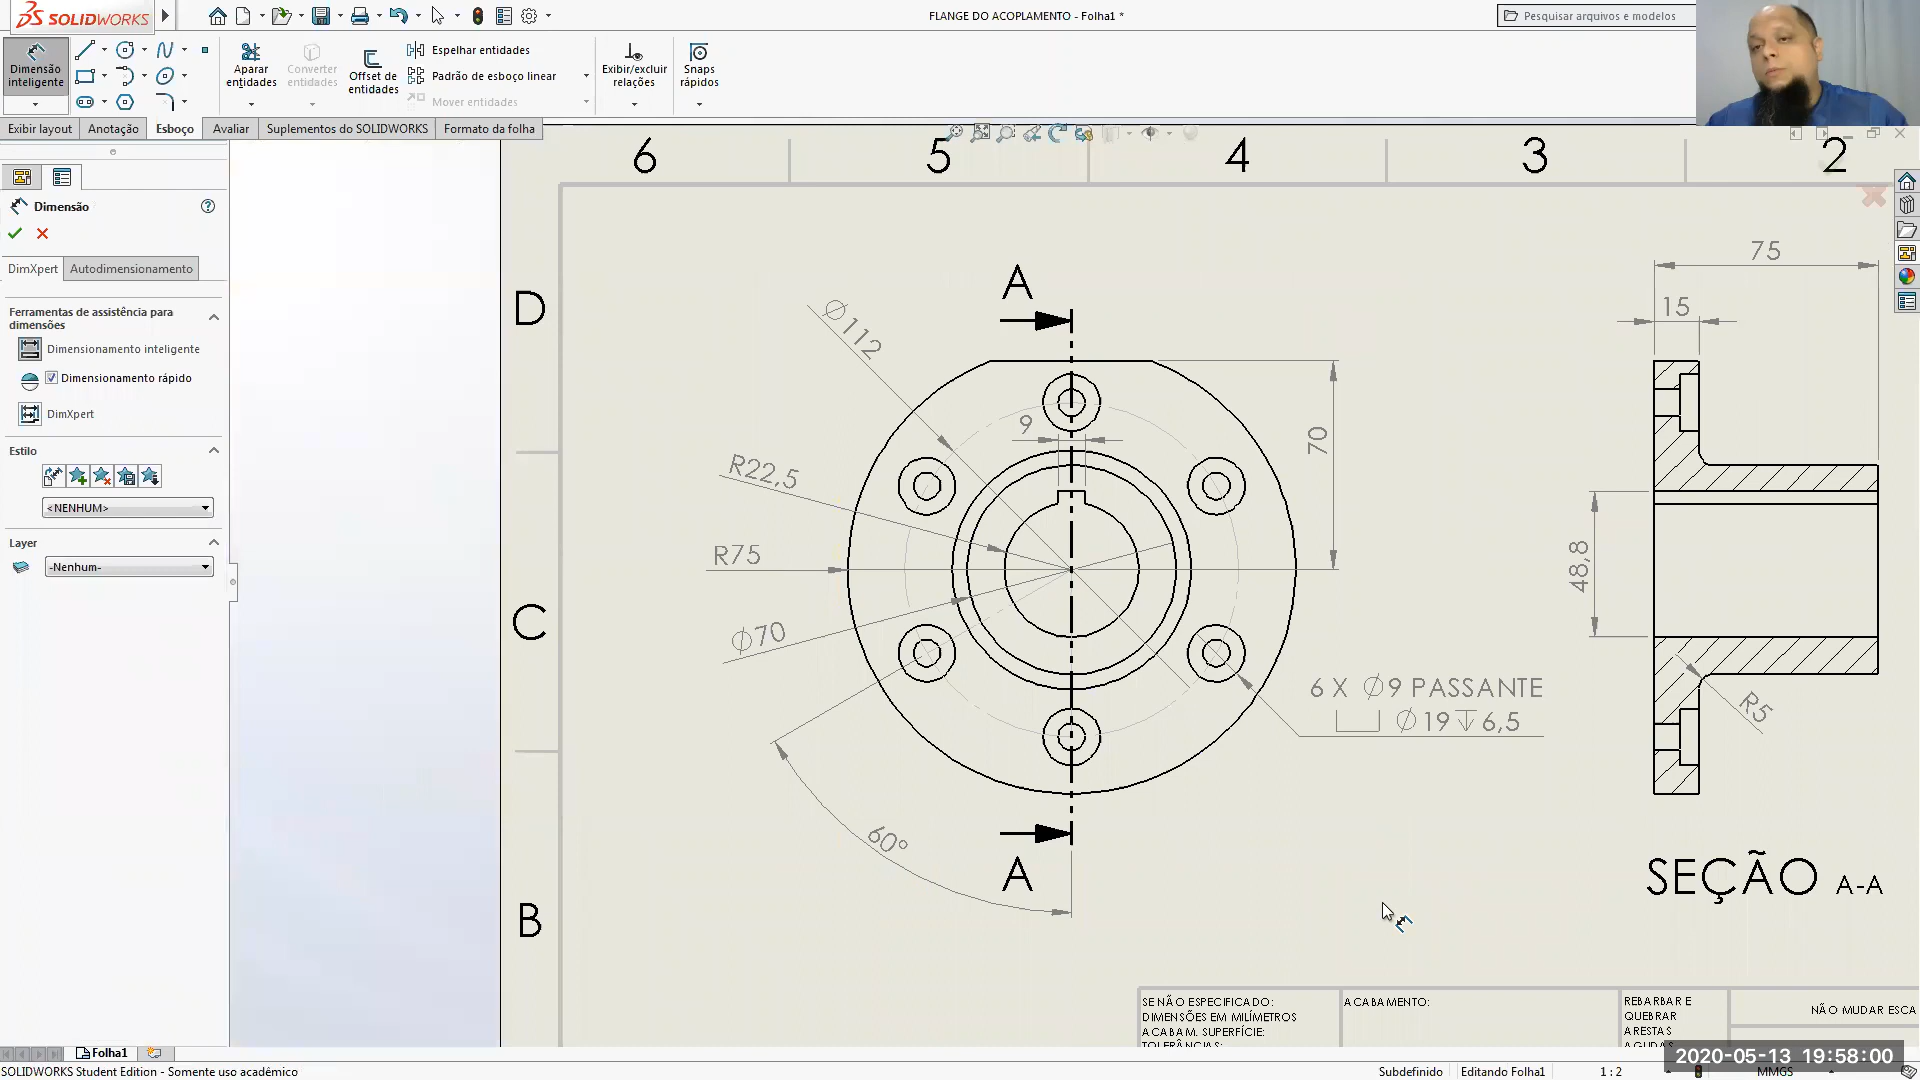 SOLIDWORKS
FLANGE DO ACOPLAMENTO - Folha1 *
Pesquisar arquivos e modelos
Dimensão
inteligente
Aparar
entidades
Converter
entidades
Offset de
entidades
Espelhar entidades
Padrão de esboço linear
Mover entidades
Exibir/excluir
relações
Snaps
rápidos
Exibir layout
Anotação
Esboço
Avaliar
Suplementos do SOLIDWORKS
Formato da folha
Dimensão
DimXpert
Autodimensionamento
Ferramentas de assistência para
dimensões
Dimensionamento inteligente
Dimensionamento rápido
DimXpert
Estilo
<NENHUM>
Layer
-Nenhum-
6
5
4
3
2
D
C
B
A
Ø112
9
R22,5
R75
Ø70
60°
A
70
6 X Ø9 PASSANTE
⌴ Ø19↧6,5
75
15
48,8
R5
SEÇÃO A-A
SE NÃO ESPECIFICADO:
DIMENSÕES EM MILÍMETROS
ACABAM. SUPERFÍCIE:
TOLERÂNCIAS:
ACABAMENTO:
REBARBAR E
QUEBRAR
ARESTAS
AGUDAS
NÃO MUDAR ESCA
Folha1
2020-05-13 19:58:00
SOLIDWORKS Student Edition - Somente uso acadêmico
Subdefinido
Editando Folha1
1 : 2
MMGS